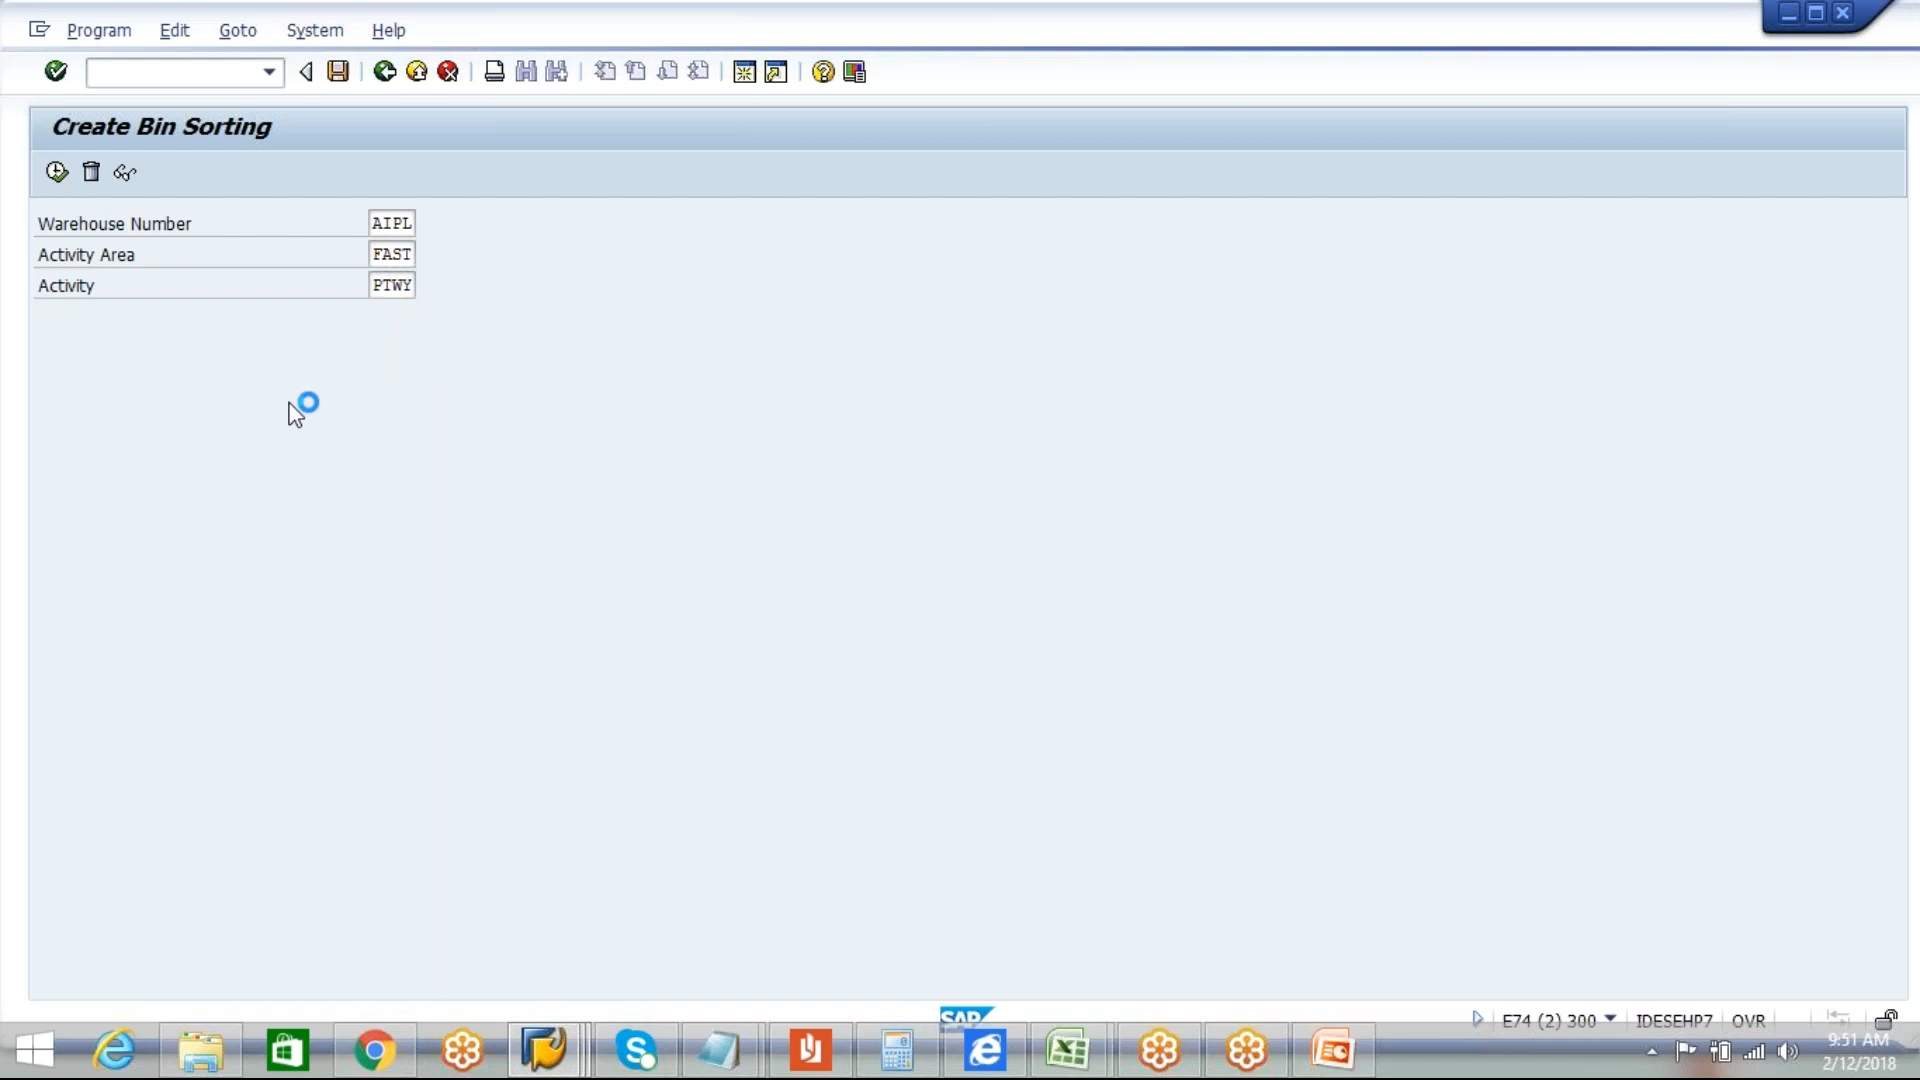 Program Edit Goto System Help
Create Bin Sorting
Warehouse Number AIPL
Activity Area FAST
Activity PTWY
SAP
E74 (2) 300 IDESEHP7 OVR
9:51 AM
2/12/2018